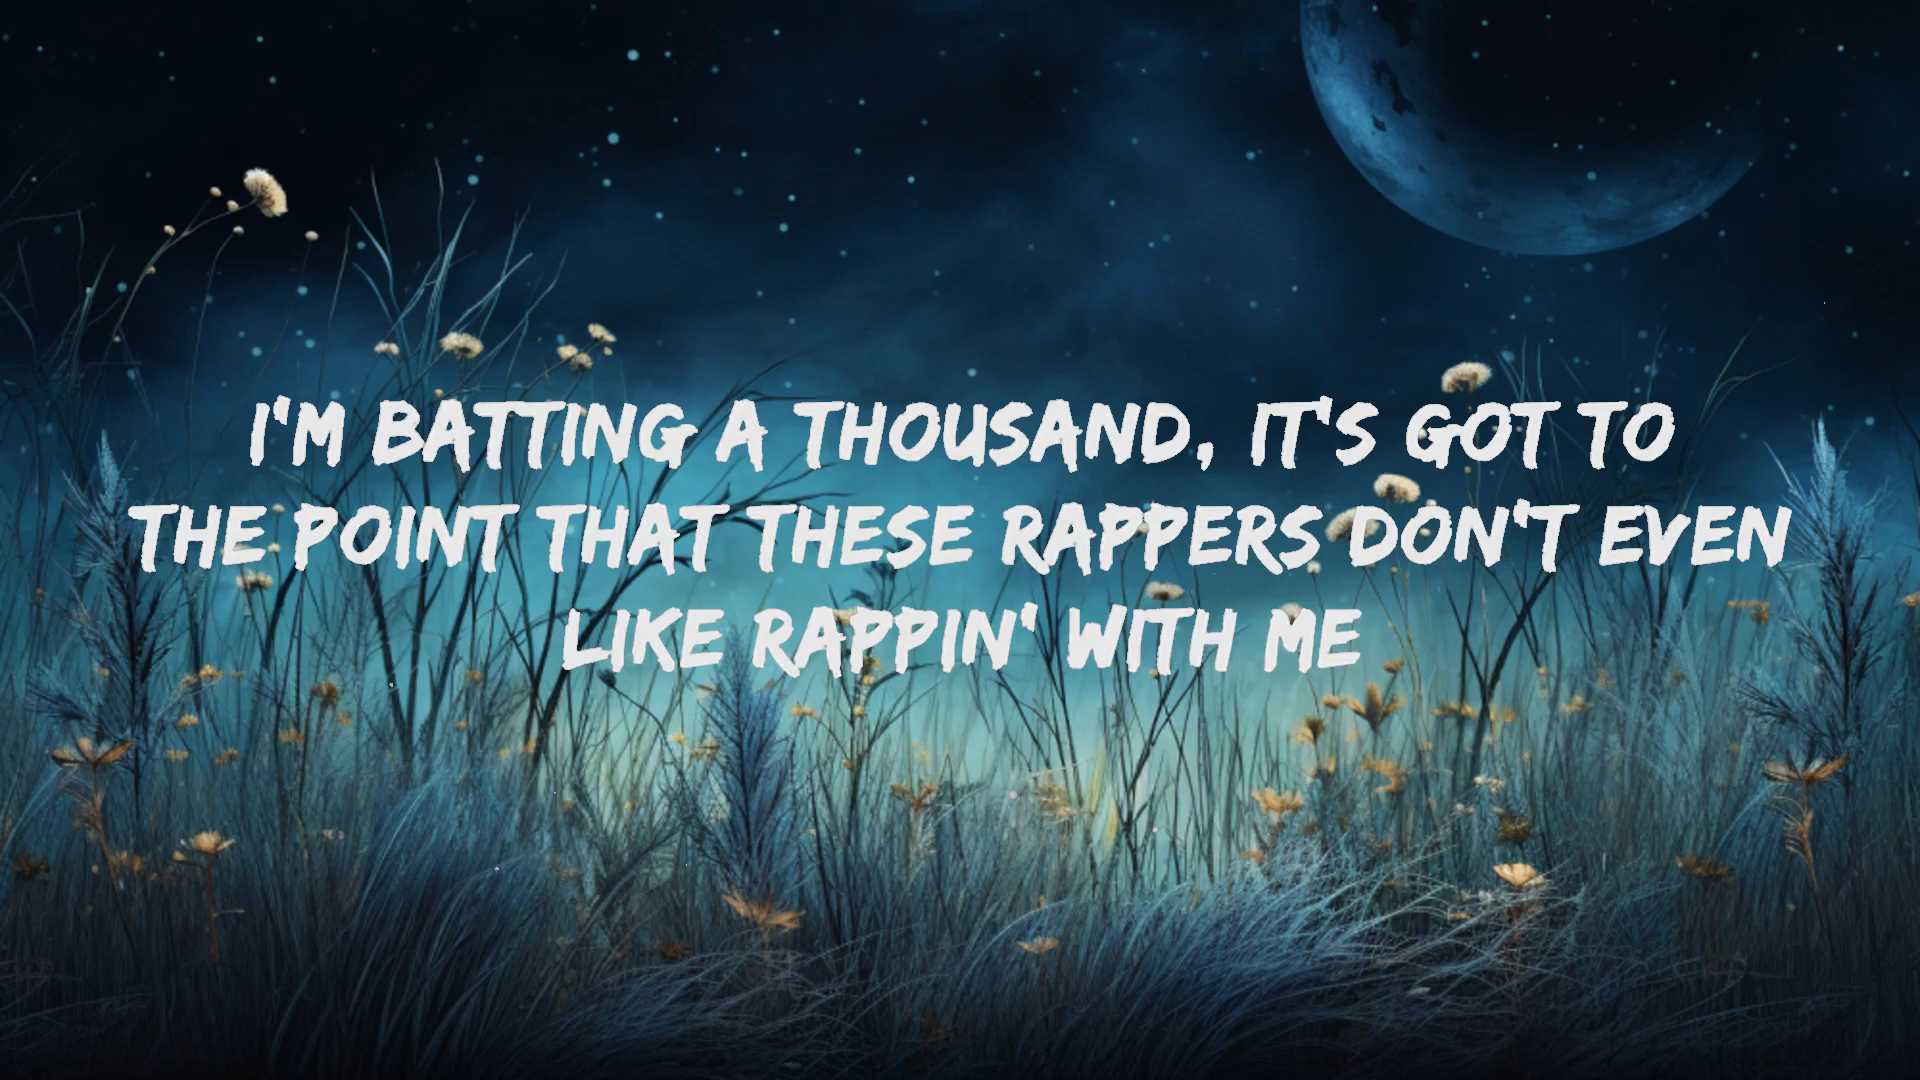 I'M BATTING A THOUSAND, IT'S GOT TO
THE POINT THAT THESE RAPPERS DON'T EVEN
LIKE RAPPIN' WITH ME